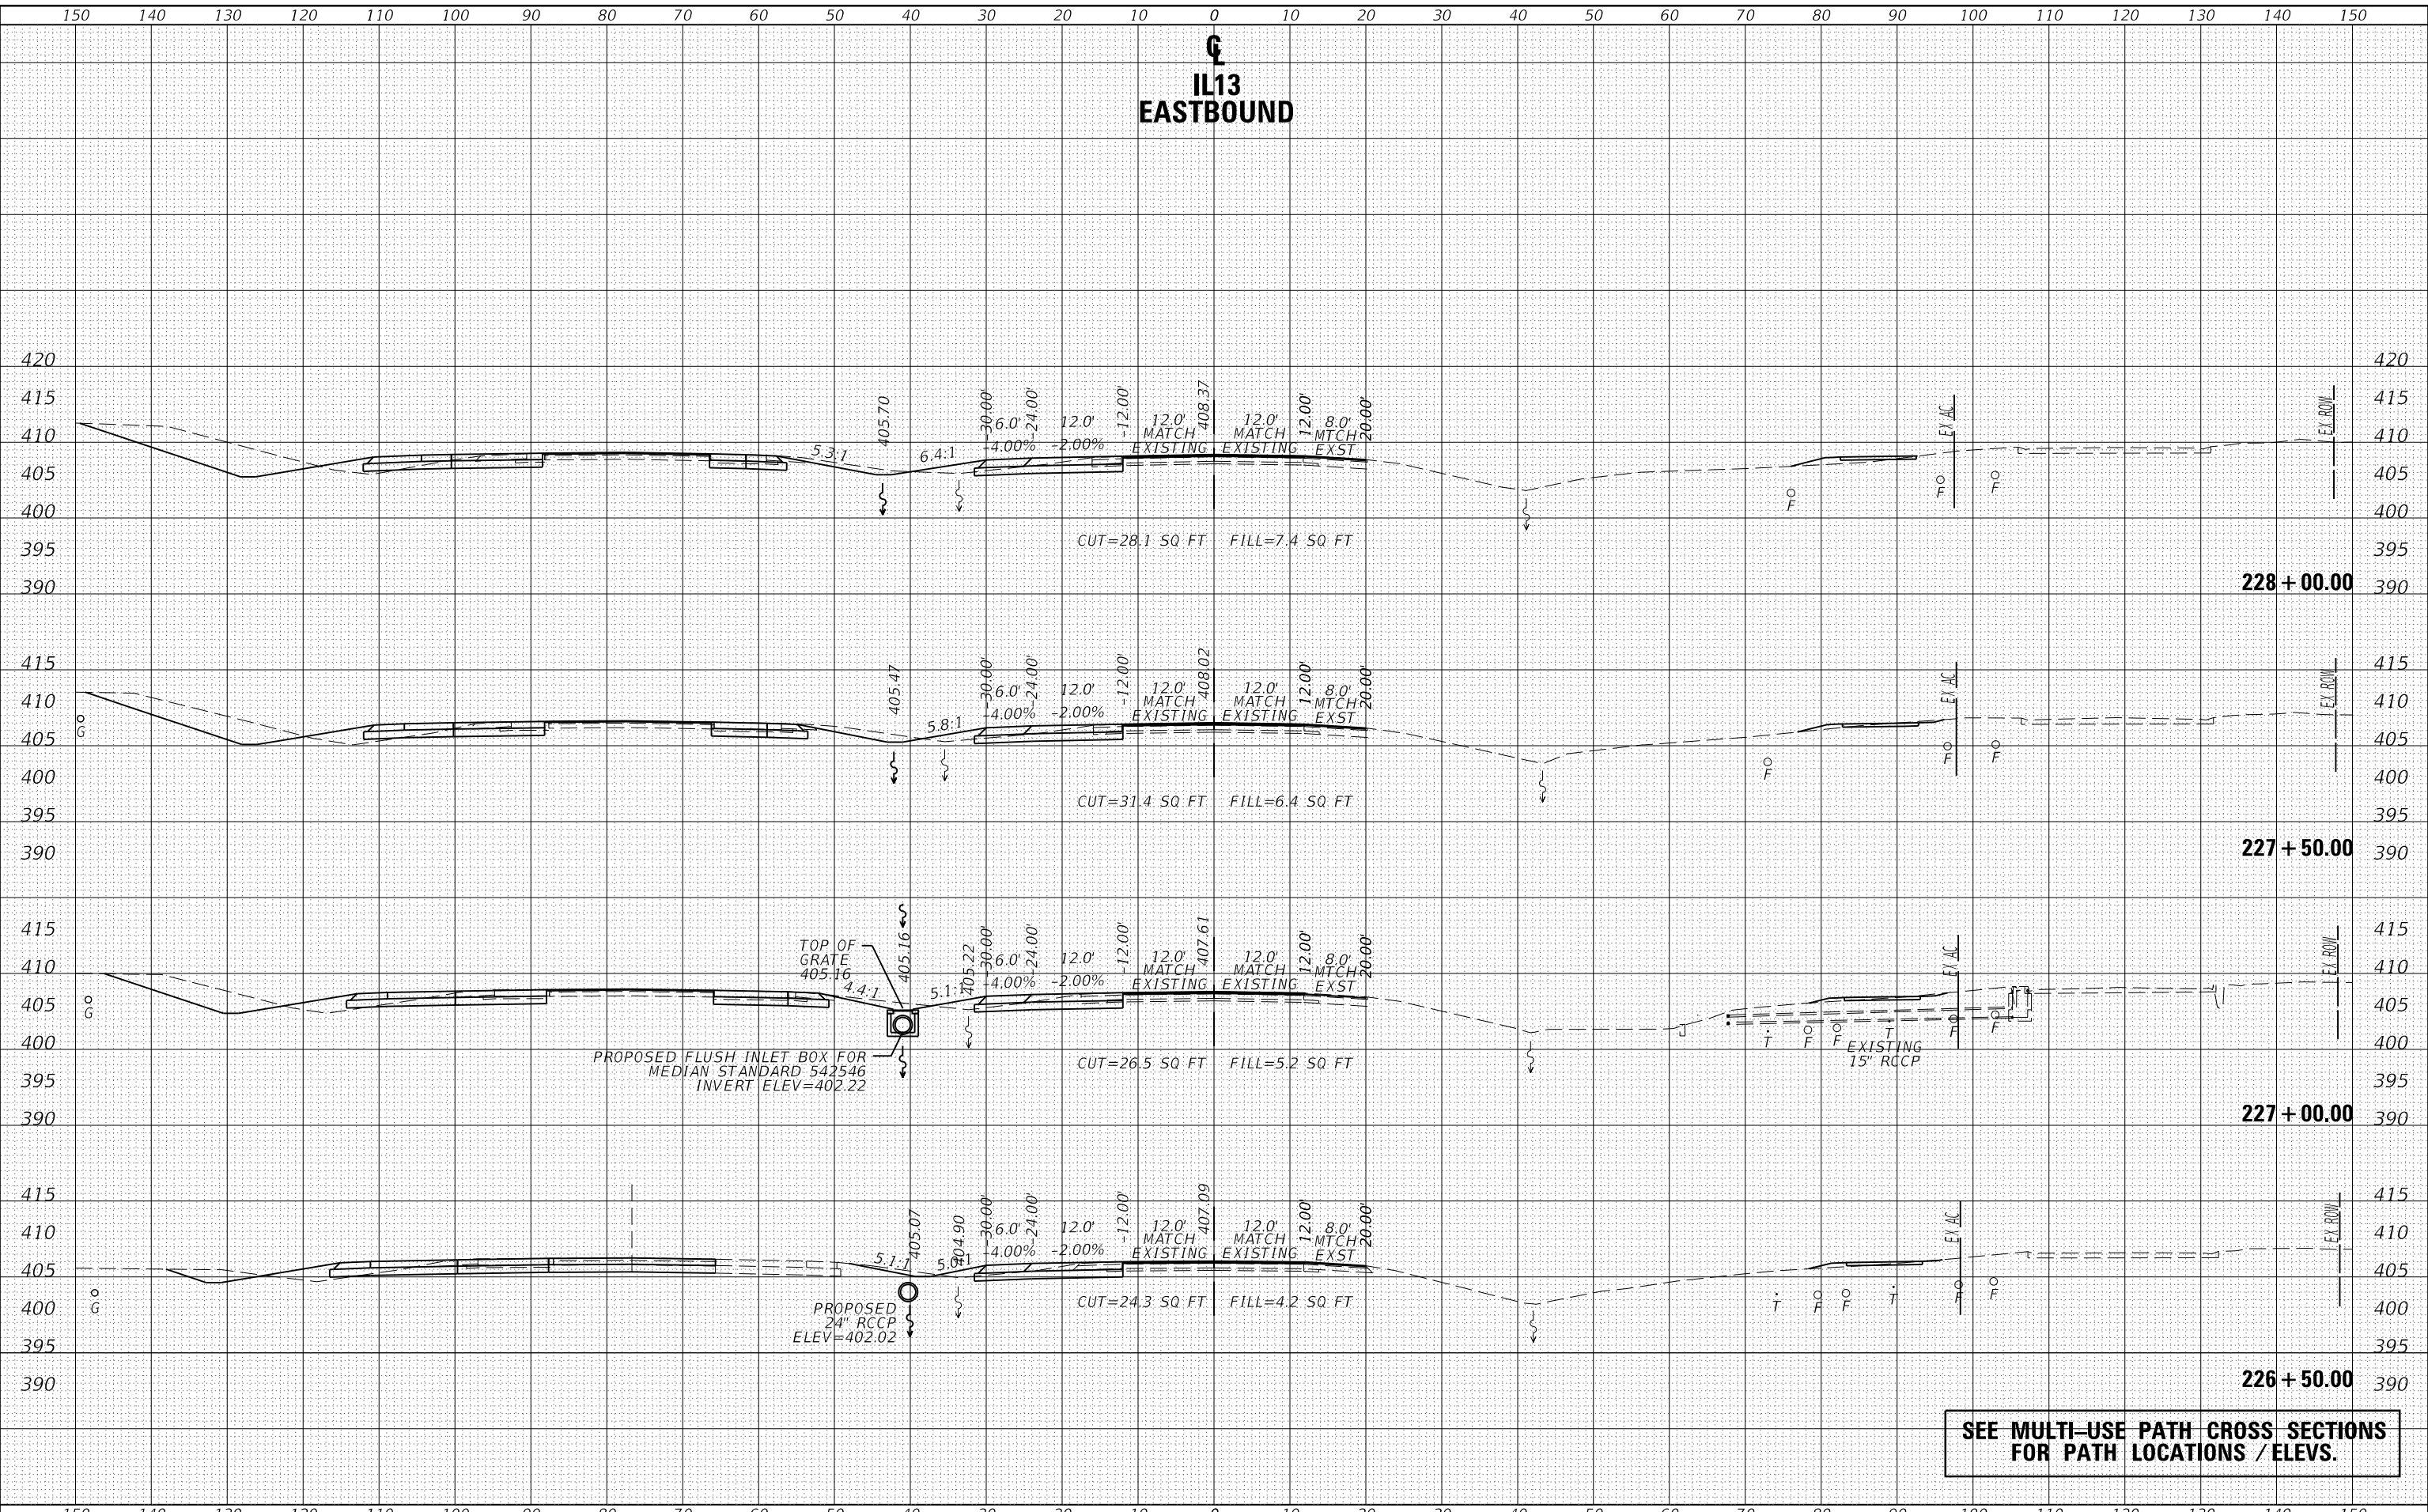 150 140 130 120 110 100 90 80 70 60 50 40 30 20 10 0 10 20 30 40 50 60 70 80 90 100 110 120 130 140 150
℄
IL13
EASTBOUND
420 420
415 415
410 410
405 405
400 400
395 395
390 390
5.3:1
405.70
6.4:1
-30.00'
6.0'
-4.00%
-24.00'
12.0'
-2.00%
-12.00'
12.0'
MATCH
EXISTING
408.37
12.0'
MATCH
EXISTING
12.00'
8.0'
MTCH
EXST
20.00'
F
EX AC
F
F
EX ROW
CUT=28.1 SQ FT FILL=7.4 SQ FT
228+00.00
415 415
410 410
405 405
400 400
395 395
390 390
G
405.47
5.8:1
-30.00'
6.0'
-4.00%
-24.00'
12.0'
-2.00%
-12.00'
12.0'
MATCH
EXISTING
408.02
12.0'
MATCH
EXISTING
12.00'
8.0'
MTCH
EXST
20.00'
F
EX AC
F
F
EX ROW
CUT=31.4 SQ FT FILL=6.4 SQ FT
227+50.00
415 415
410 410
405 405
400 400
395 395
390 390
G
TOP OF
GRATE
405.16
4.4:1
405.16
5.1:1
405.22
-30.00'
6.0'
-4.00%
-24.00'
12.0'
-2.00%
-12.00'
12.0'
MATCH
EXISTING
407.61
12.0'
MATCH
EXISTING
12.00'
8.0'
MTCH
EXST
20.00'
PROPOSED FLUSH INLET BOX FOR
MEDIAN STANDARD 542546
INVERT ELEV=402.22
T
F
F
T
EX AC
F
F
EXISTING
15" RCCP
EX ROW
CUT=26.5 SQ FT FILL=5.2 SQ FT
227+00.00
415 415
410 410
405 405
400 400
395 395
390 390
G
5.1:1
405.07
5.0:1
404.90
-30.00'
6.0'
-4.00%
-24.00'
12.0'
-2.00%
-12.00'
12.0'
MATCH
EXISTING
407.09
12.0'
MATCH
EXISTING
12.00'
8.0'
MTCH
EXST
20.00'
PROPOSED
24" RCCP
ELEV=402.02
T
F
F
T
EX AC
F
F
EX ROW
CUT=24.3 SQ FT FILL=4.2 SQ FT
226+50.00
SEE MULTI-USE PATH CROSS SECTIONS
FOR PATH LOCATIONS / ELEVS.
150 140 130 120 110 100 90 80 70 60 50 40 30 20 10 0 10 20 30 40 50 60 70 80 90 100 110 120 130 140 150